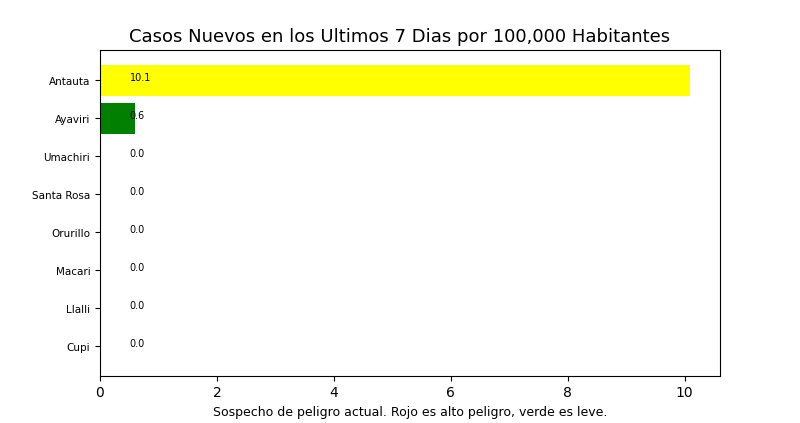 Casos Nuevos en los Ultimos 7 Dias por 100,000 Habitantes
Antauta 10.1
Ayaviri 0.6
Umachiri 0.0
Santa Rosa 0.0
Orurillo 0.0
Macari 0.0
Llalli 0.0
Cupi 0.0
0 2 4 6 8 10
Sospecho de peligro actual. Rojo es alto peligro, verde es leve.